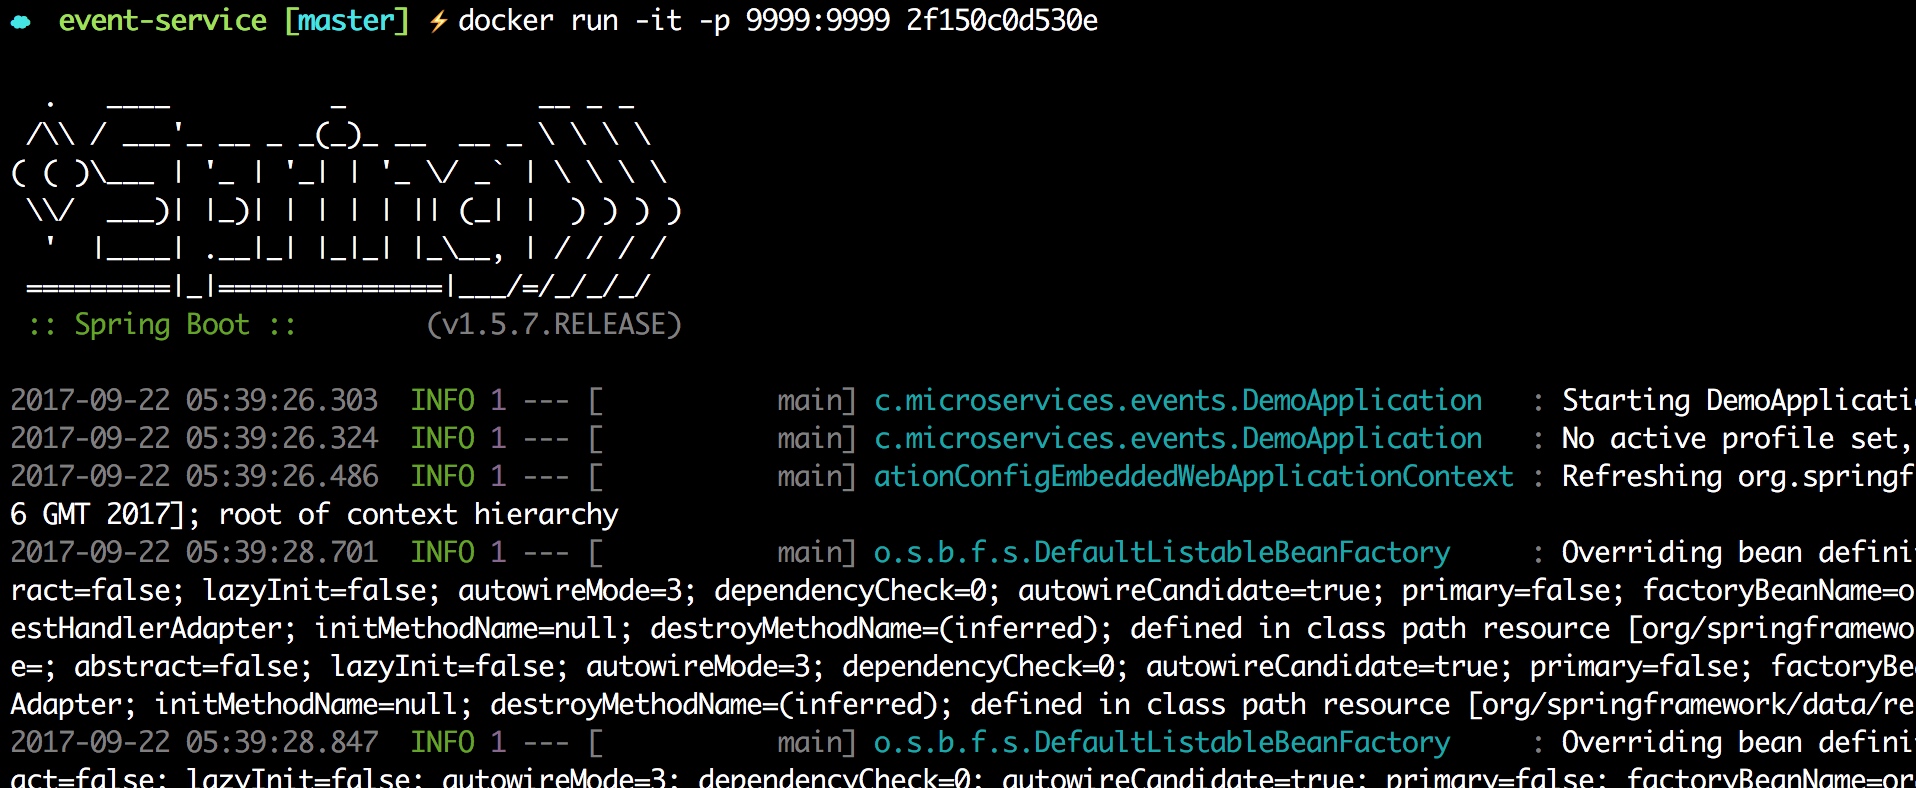 event-service [master] ⚡ docker run -it -p 9999:9999 2f150c0d530e
  .   ____          _            __ _ _
 /\\ / ___'_ __ _ _(_)_ __  __ _ \ \ \ \
( ( )\___ | '_ | '_| | '_ \/ _` | \ \ \ \
 \\/  ___)| |_)| | | | | || (_| |  ) ) ) )
  '  |____| .__|_| |_|_| |_\__, | / / / /
 =========|_|==============|___/=/_/_/_/
 :: Spring Boot ::        (v1.5.7.RELEASE)
2017-09-22 05:39:26.303  INFO 1 --- [           main] c.microservices.events.DemoApplication   : Starting DemoApplicati
2017-09-22 05:39:26.324  INFO 1 --- [           main] c.microservices.events.DemoApplication   : No active profile set,
2017-09-22 05:39:26.486  INFO 1 --- [           main] ationConfigEmbeddedWebApplicationContext : Refreshing org.springf
6 GMT 2017]; root of context hierarchy
2017-09-22 05:39:28.701  INFO 1 --- [           main] o.s.b.f.s.DefaultListableBeanFactory     : Overriding bean defini
ract=false; lazyInit=false; autowireMode=3; dependencyCheck=0; autowireCandidate=true; primary=false; factoryBeanName=o
estHandlerAdapter; initMethodName=null; destroyMethodName=(inferred); defined in class path resource [org/springframewo
e=; abstract=false; lazyInit=false; autowireMode=3; dependencyCheck=0; autowireCandidate=true; primary=false; factoryBe
Adapter; initMethodName=null; destroyMethodName=(inferred); defined in class path resource [org/springframework/data/re
2017-09-22 05:39:28.847  INFO 1 --- [           main] o.s.b.f.s.DefaultListableBeanFactory     : Overriding bean defini
act=false; lazyInit=false; autowireMode=3; dependencyCheck=0; autowireCandidate=true; primary=false; factoryBeanName=or